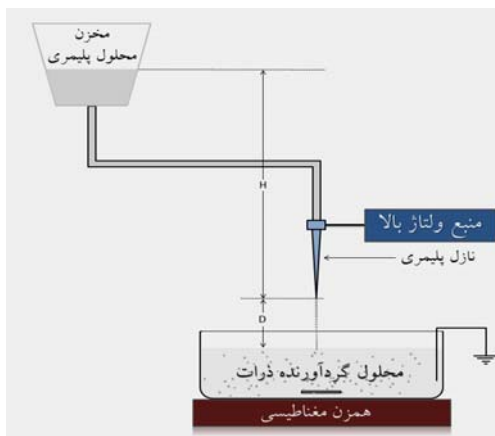 مخزن
محلول پلیمری
H
منبع ولتاژ بالا
نازل پلیمری
D
محلول گردآورنده ذرات
همزن مغناطیسی